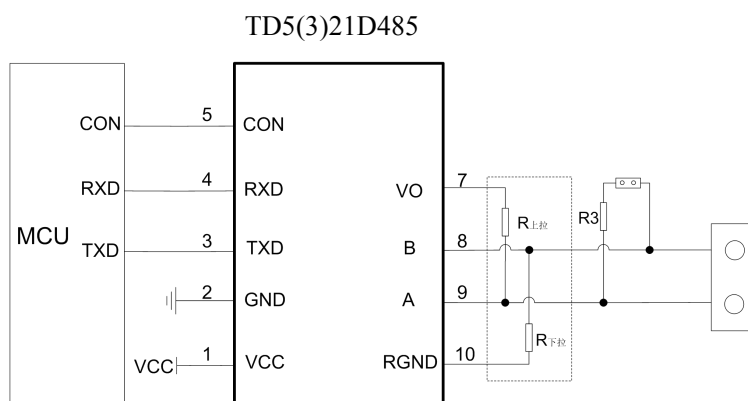 TD5(3)21D485
MCU
CON 5 CON
RXD 4 RXD
TXD 3 TXD
2 GND
VCC 1 VCC
VO 7
B 8
A 9
RGND 10
R上拉
R3
R下拉